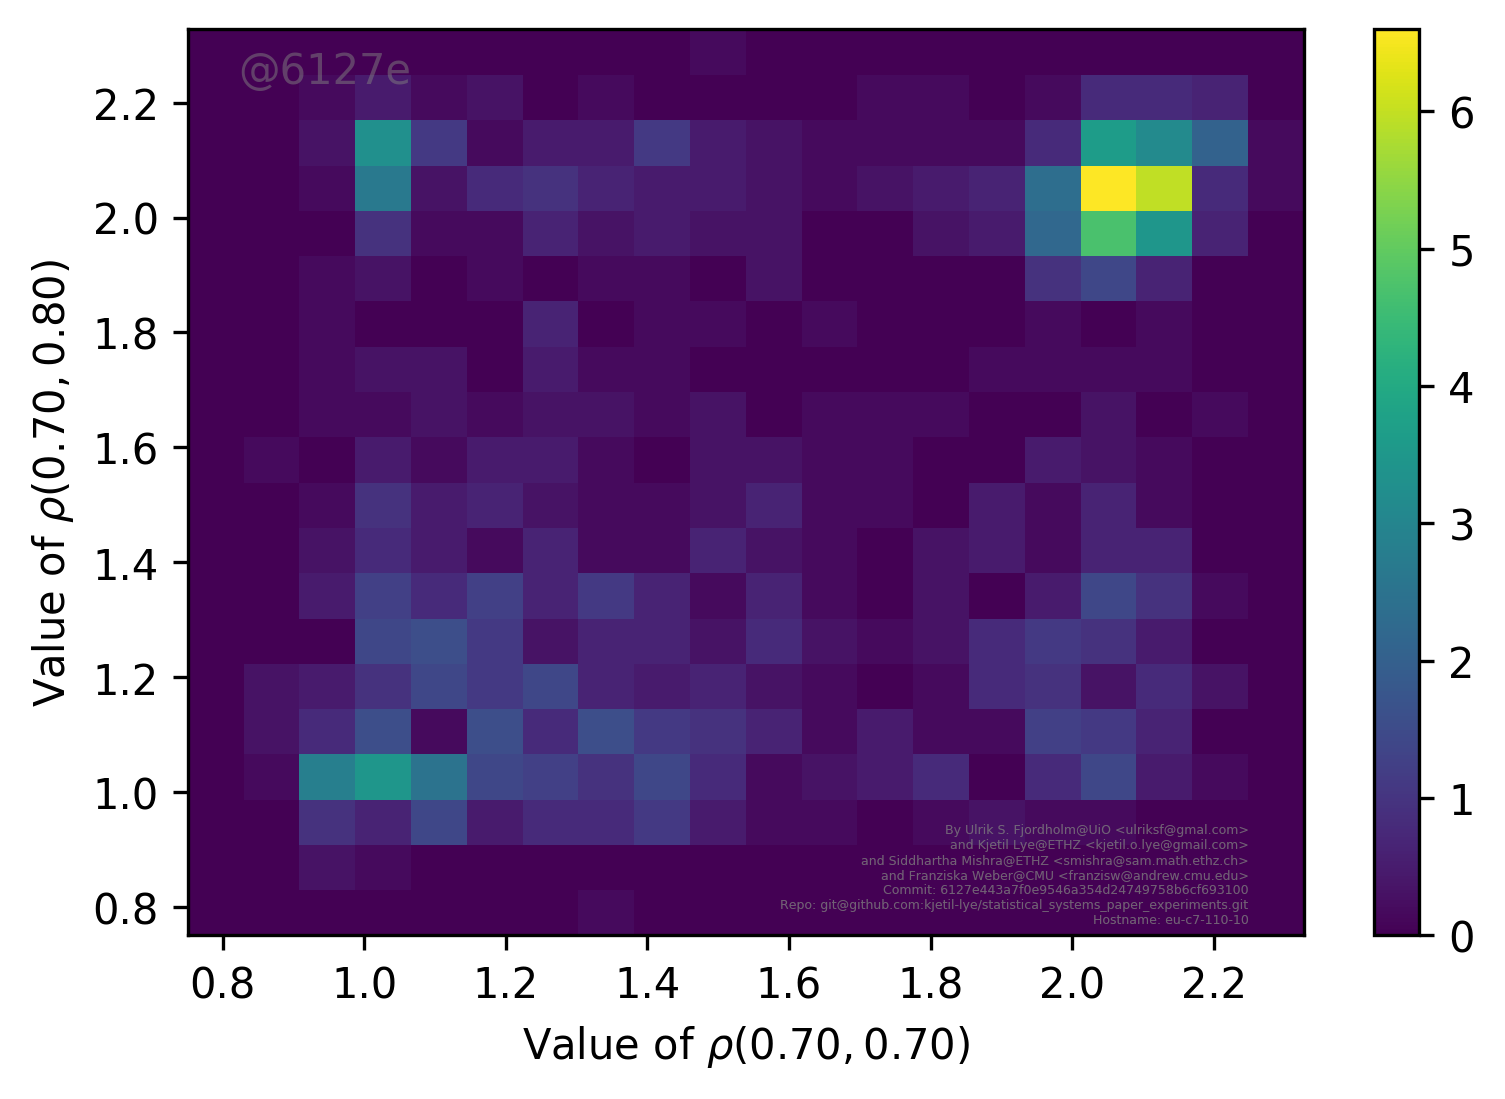 @6127e
2.2
2.0
1.8
1.6
1.4
1.2
1.0
0.8
Value of ρ(0.70, 0.80)
0.8 1.0 1.2 1.4 1.6 1.8 2.0 2.2
Value of ρ(0.70, 0.70)
6
5
4
3
2
1
0
By Ulrik S. Fjordholm@UiO <ulriksf@gmal.com>
and Kjetil Lye@ETHZ <kjetil.o.lye@gmail.com>
and Siddhartha Mishra@ETHZ <smishra@sam.math.ethz.ch>
and Franziska Weber@CMU <franzisw@andrew.cmu.edu>
Commit: 6127e443a7f0e9546a354d24749758b6cf693100
Repo: git@github.com:kjetil-lye/statistical_systems_paper_experiments.git
Hostname: eu-c7-110-10